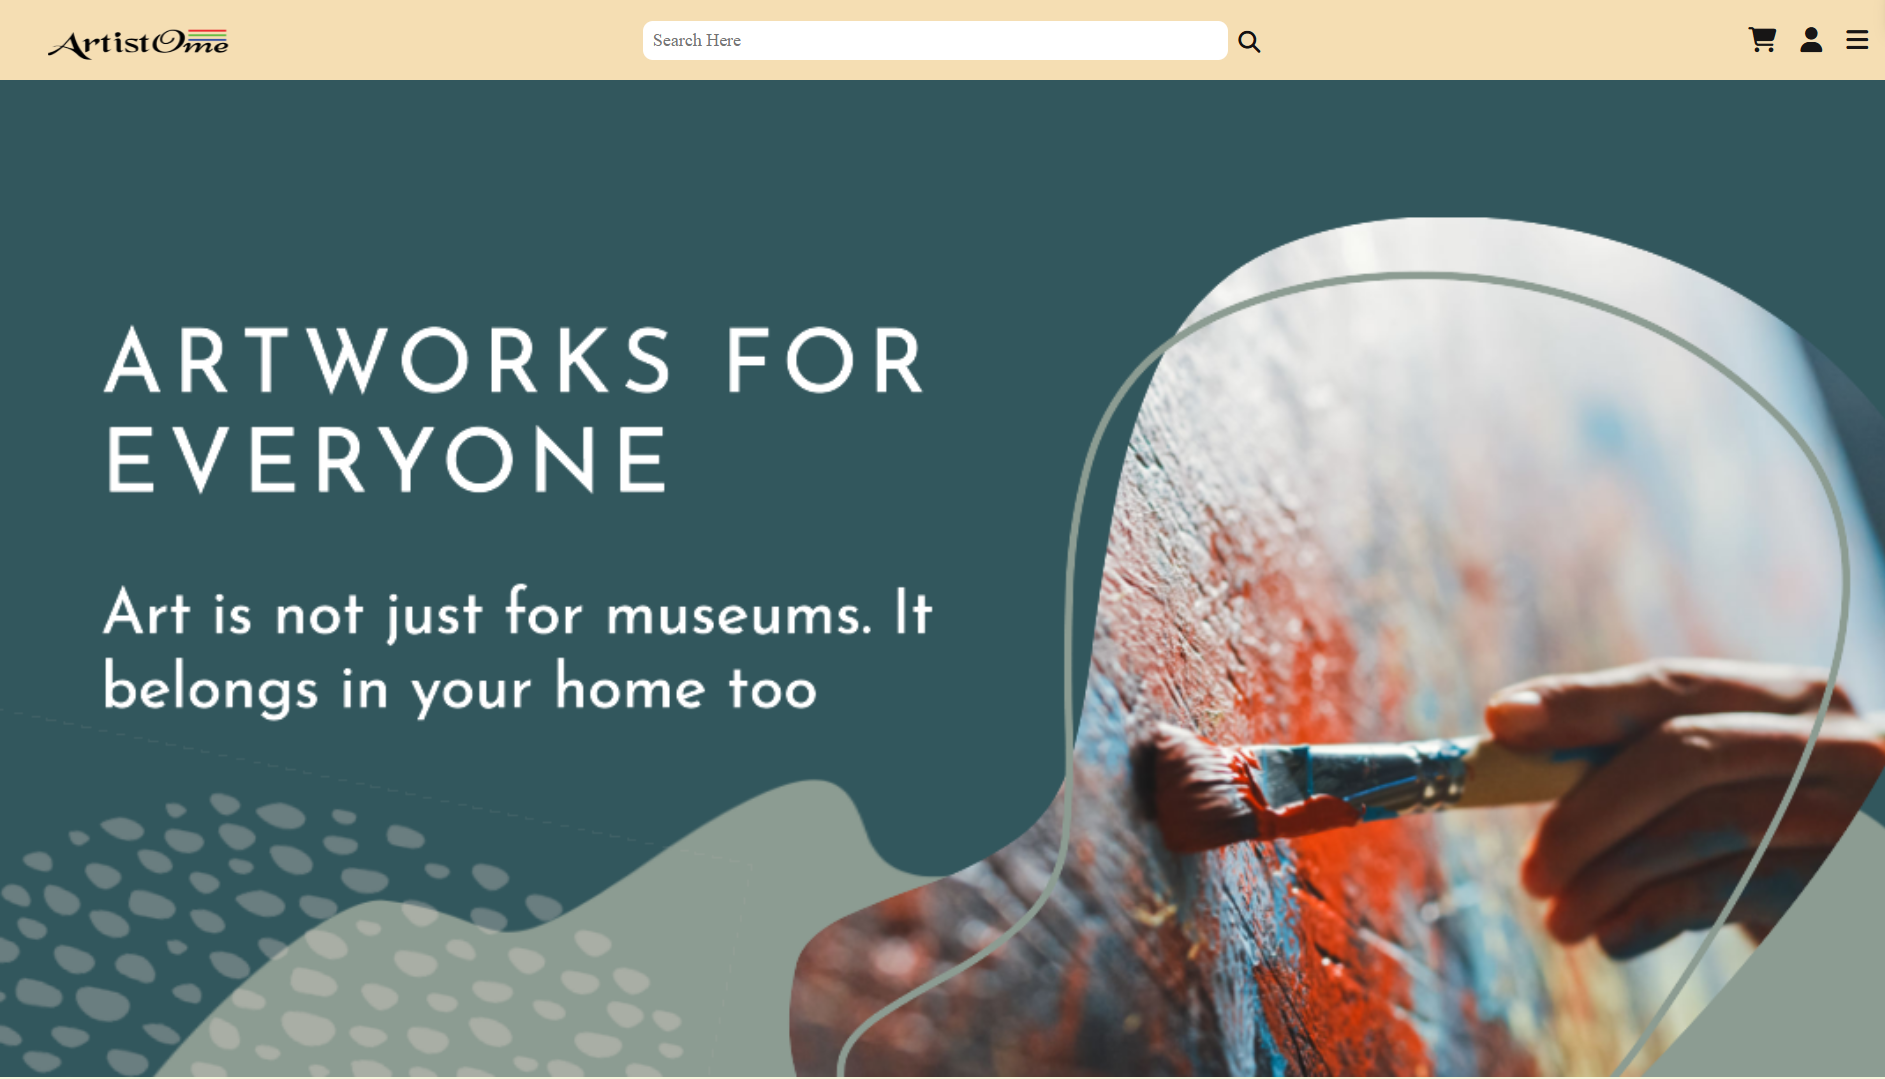 ArtistOme
Search Here
ARTWORKS FOR
EVERYONE
Art is not just for museums. It
belongs in your home too